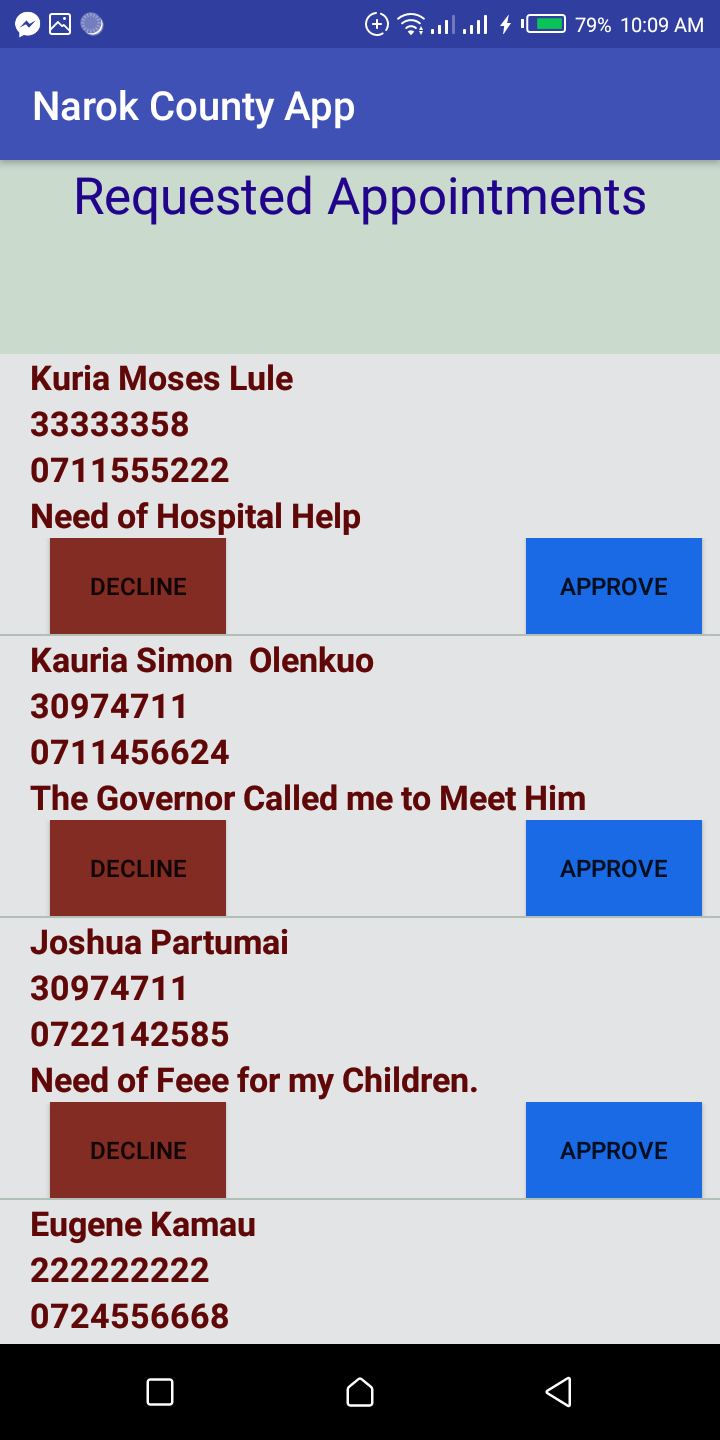 79% 10:09 AM
Narok County App
Requested Appointments
Kuria Moses Lule
33333358
0711555222
Need of Hospital Help
DECLINE APPROVE
Kauria Simon  Olenkuo
30974711
0711456624
The Governor Called me to Meet Him
DECLINE APPROVE
Joshua Partumai
30974711
0722142585
Need of Feee for my Children.
DECLINE APPROVE
Eugene Kamau
222222222
0724556668